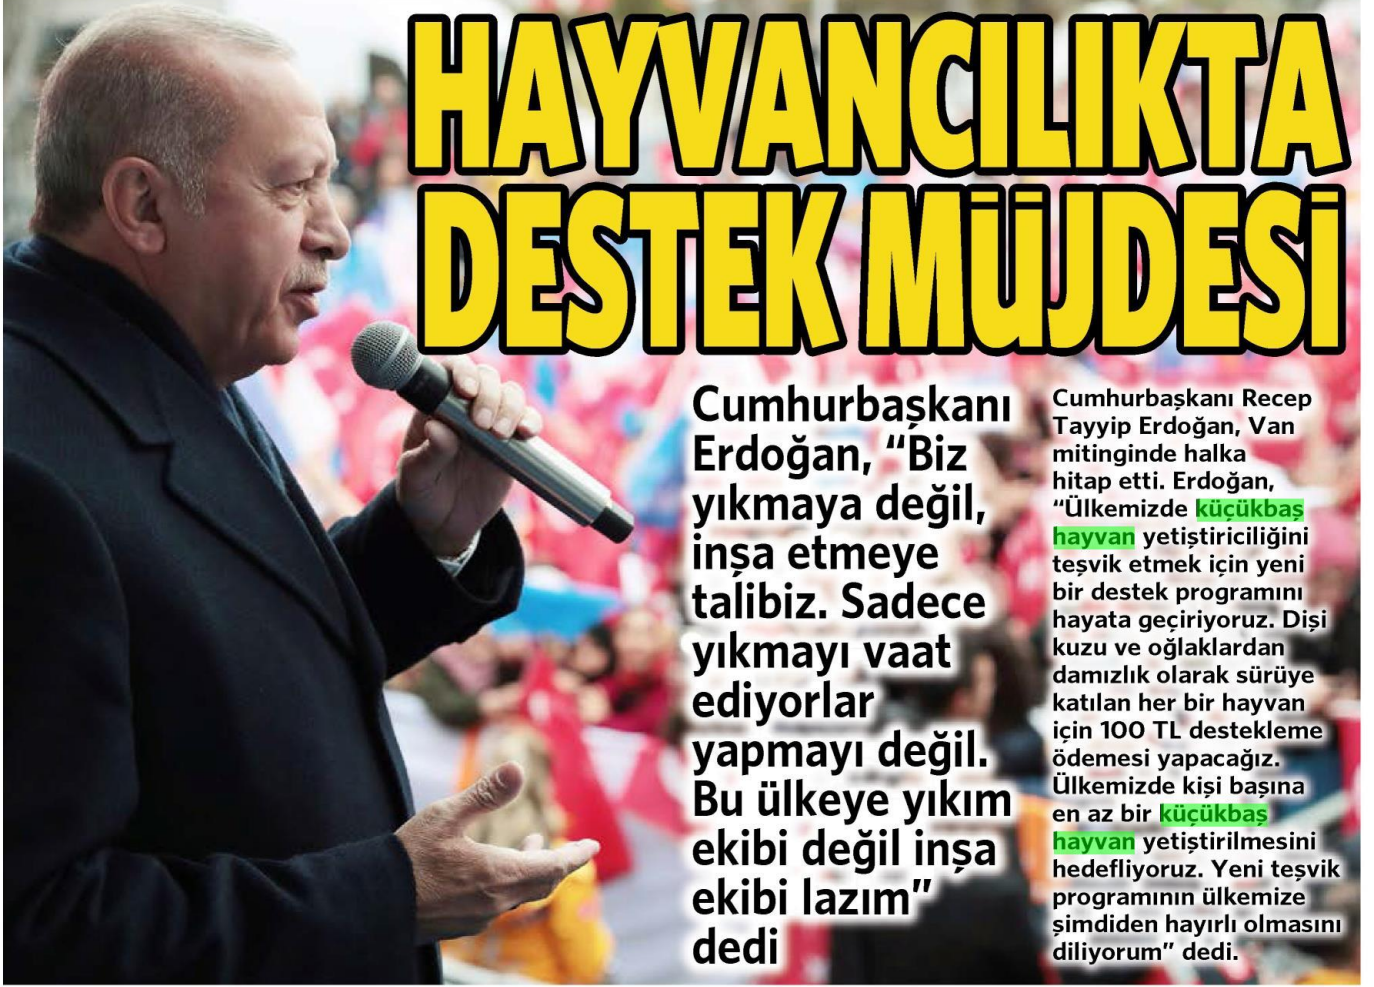 HAYVANCILIKTA
DESTEK MÜJDESİ
Cumhurbaşkanı
Erdoğan, “Biz
yıkmaya değil,
inşa etmeye
talibiz. Sadece
yıkmayı vaat
ediyorlar
yapmayı değil.
Bu ülkeye yıkım
ekibi değil inşa
ekibi lazım”
dedi
Cumhurbaşkanı Recep
Tayyip Erdoğan, Van
mitinginde halka
hitap etti. Erdoğan,
“Ülkemizde küçükbaş
hayvan yetiştiriciliğini
teşvik etmek için yeni
bir destek programını
hayata geçiriyoruz. Dişi
kuzu ve oğlaklardan
damızlık olarak sürüye
katılan her bir hayvan
için 100 TL destekleme
ödemesi yapacağız.
Ülkemizde kişi başına
en az bir küçükbaş
hayvan yetiştirilmesini
hedefliyoruz. Yeni teşvik
programının ülkemize
şimdiden hayırlı olmasını
diliyorum” dedi.